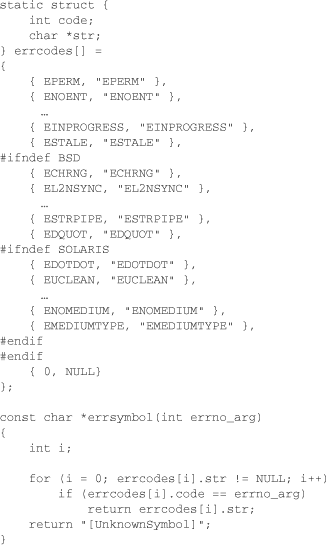 static struct {
    int code;
    char *str;
} errcodes[] =
{
    { EPERM, "EPERM" },
    { ENOENT, "ENOENT" },
      …
    { EINPROGRESS, "EINPROGRESS" },
    { ESTALE, "ESTALE" },
#ifndef BSD
    { ECHRNG, "ECHRNG" },
    { EL2NSYNC, "EL2NSYNC" },
      …
    { ESTRPIPE, "ESTRPIPE" },
    { EDQUOT, "EDQUOT" },
#ifndef SOLARIS
    { EDOTDOT, "EDOTDOT" },
    { EUCLEAN, "EUCLEAN" },
      …
    { ENOMEDIUM, "ENOMEDIUM" },
    { EMEDIUMTYPE, "EMEDIUMTYPE" },
#endif
#endif
    { 0, NULL}
};

const char *errsymbol(int errno_arg)
{
    int i;

    for (i = 0; errcodes[i].str != NULL; i++)
        if (errcodes[i].code == errno_arg)
            return errcodes[i].str;
    return "[UnknownSymbol]";
}